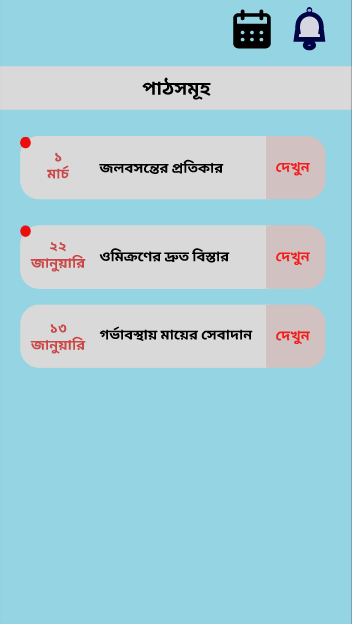 পাঠসমূহ
১
মার্চ
জলবসন্তের প্রতিকার
দেখুন
২২
জানুয়ারি
ওমিক্রণের দ্রুত বিস্তার
দেখুন
১৩
জানুয়ারি
গর্ভাবস্থায় মায়ের সেবাদান
দেখুন